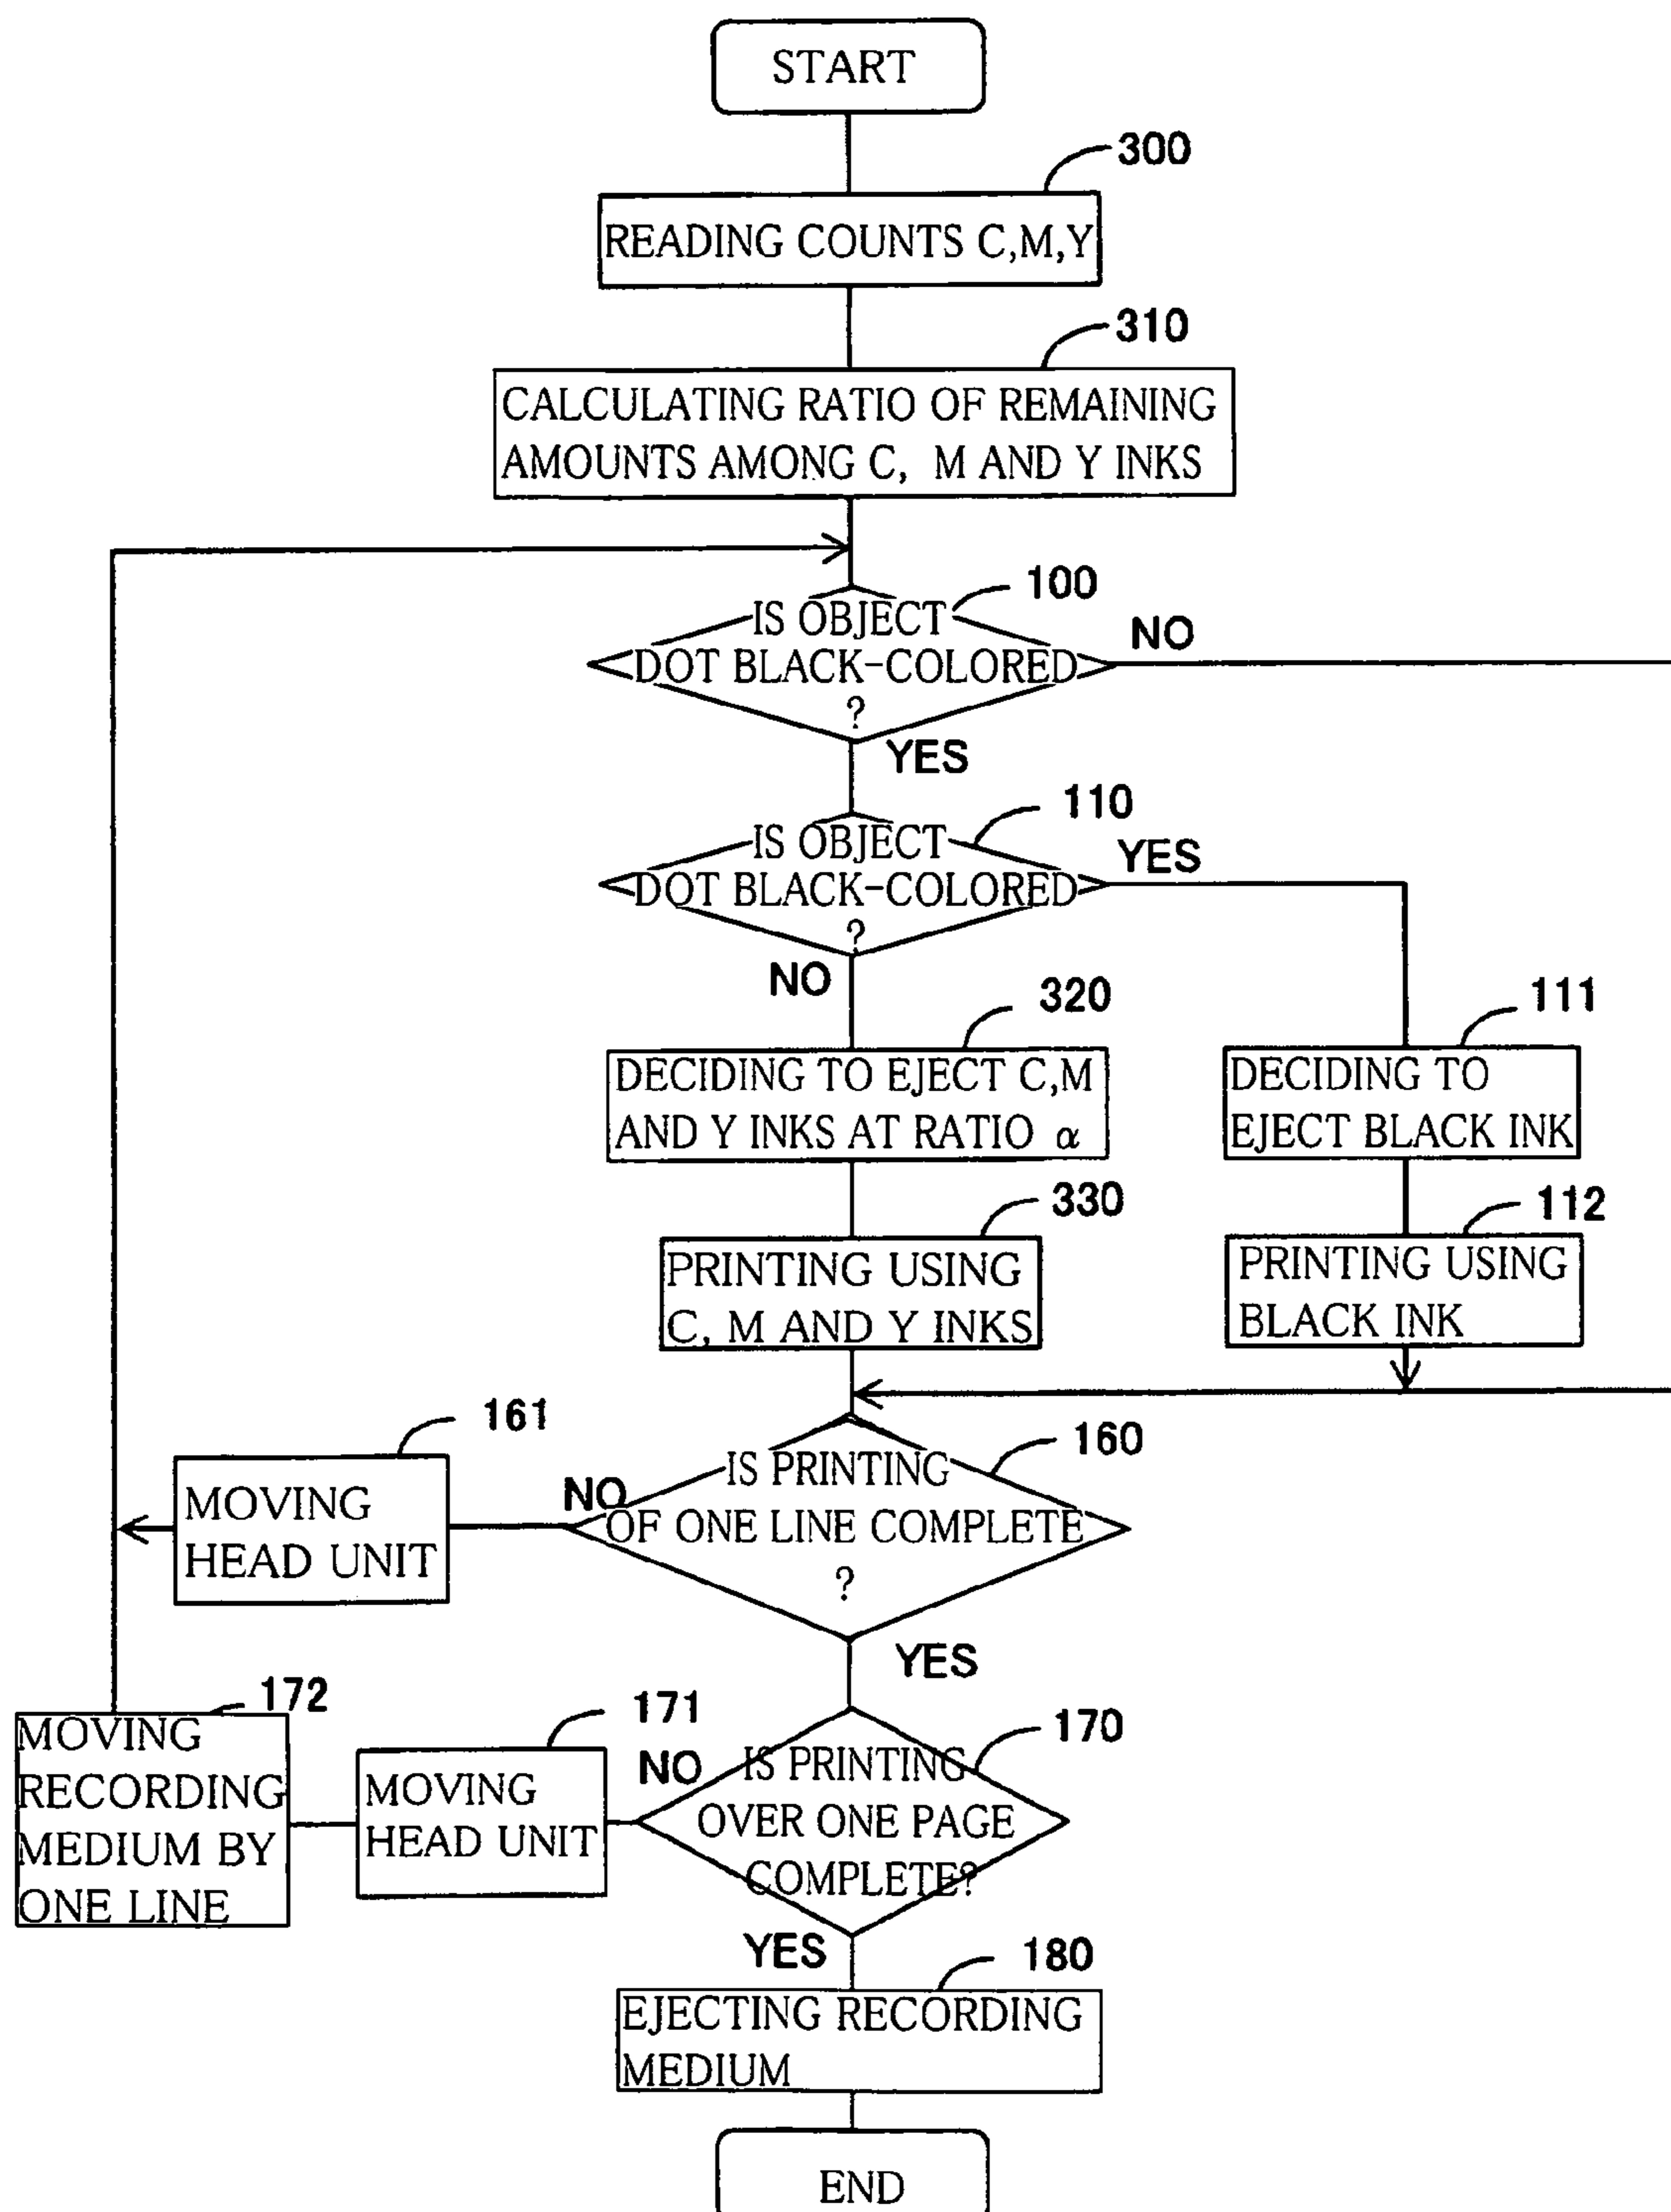 START
300
READING COUNTS C,M,Y
310
CALCULATING RATIO OF REMAINING
AMOUNTS AMONG C, M AND Y INKS
100
IS OBJECT
DOT BLACK-COLORED
?
NO
YES
110
IS OBJECT
DOT BLACK-COLORED
?
YES
NO
320
DECIDING TO EJECT C,M
AND Y INKS AT RATIO α
111
DECIDING TO
EJECT BLACK INK
330
PRINTING USING
C, M AND Y INKS
112
PRINTING USING
BLACK INK
160
IS PRINTING
OF ONE LINE COMPLETE
?
NO
161
MOVING
HEAD UNIT
YES
170
IS PRINTING
OVER ONE PAGE
COMPLETE?
NO
171
MOVING
HEAD UNIT
172
MOVING
RECORDING
MEDIUM BY
ONE LINE
YES
180
EJECTING RECORDING
MEDIUM
END